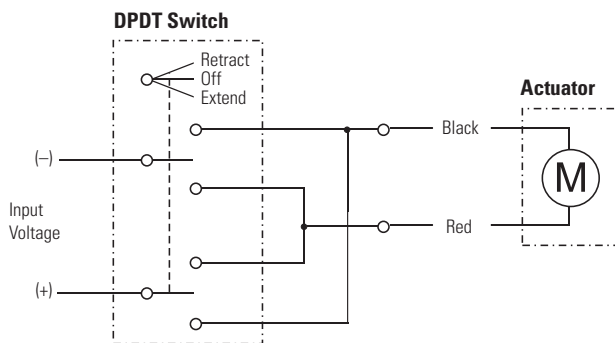 DPDT Switch
Retract
Off
Extend
Actuator
Black
(–)
M
Input
Voltage
Red
(+)